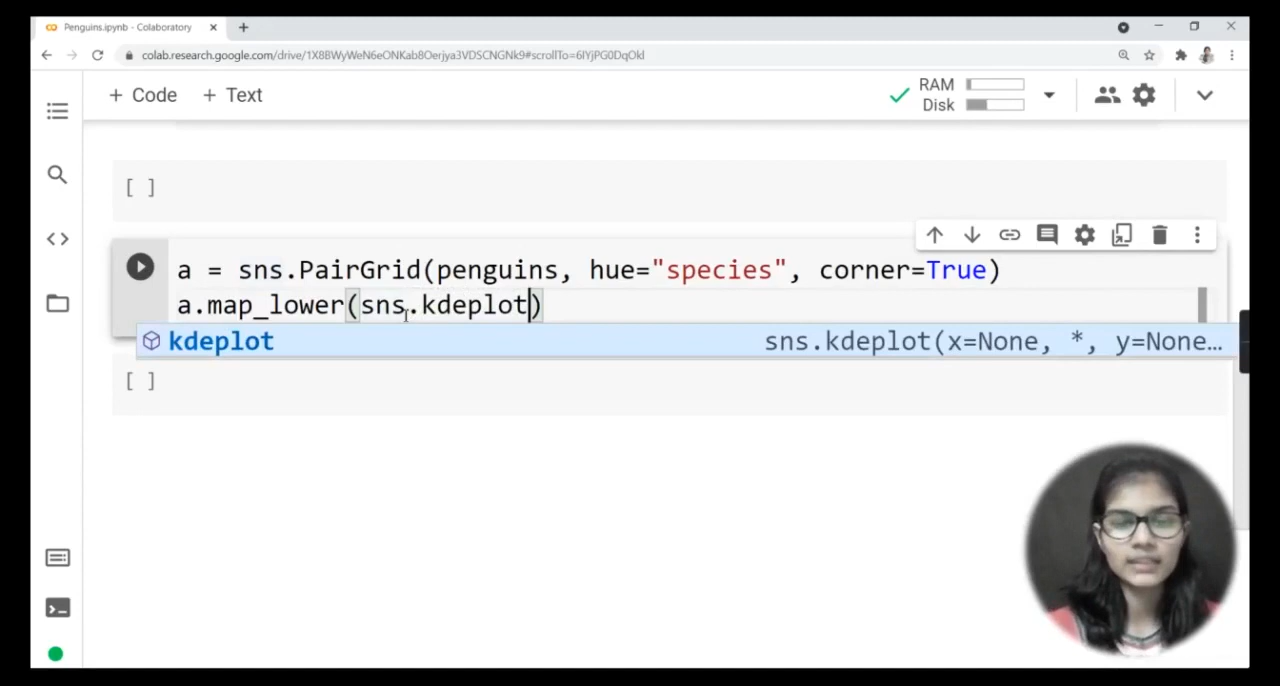 Penguins.ipynb - Colaboratory
colab.research.google.com/drive/1X8BWyWeN6eONKab8Oerjya3VDSCNGNk9#scrollTo=6IYjPG0DqOkl
+ Code + Text
RAM
Disk
[ ]
a = sns.PairGrid(penguins, hue="species", corner=True)
a.map_lower(sns.kdeplot)
kdeplot sns.kdeplot(x=None, *, y=None…
[ ]